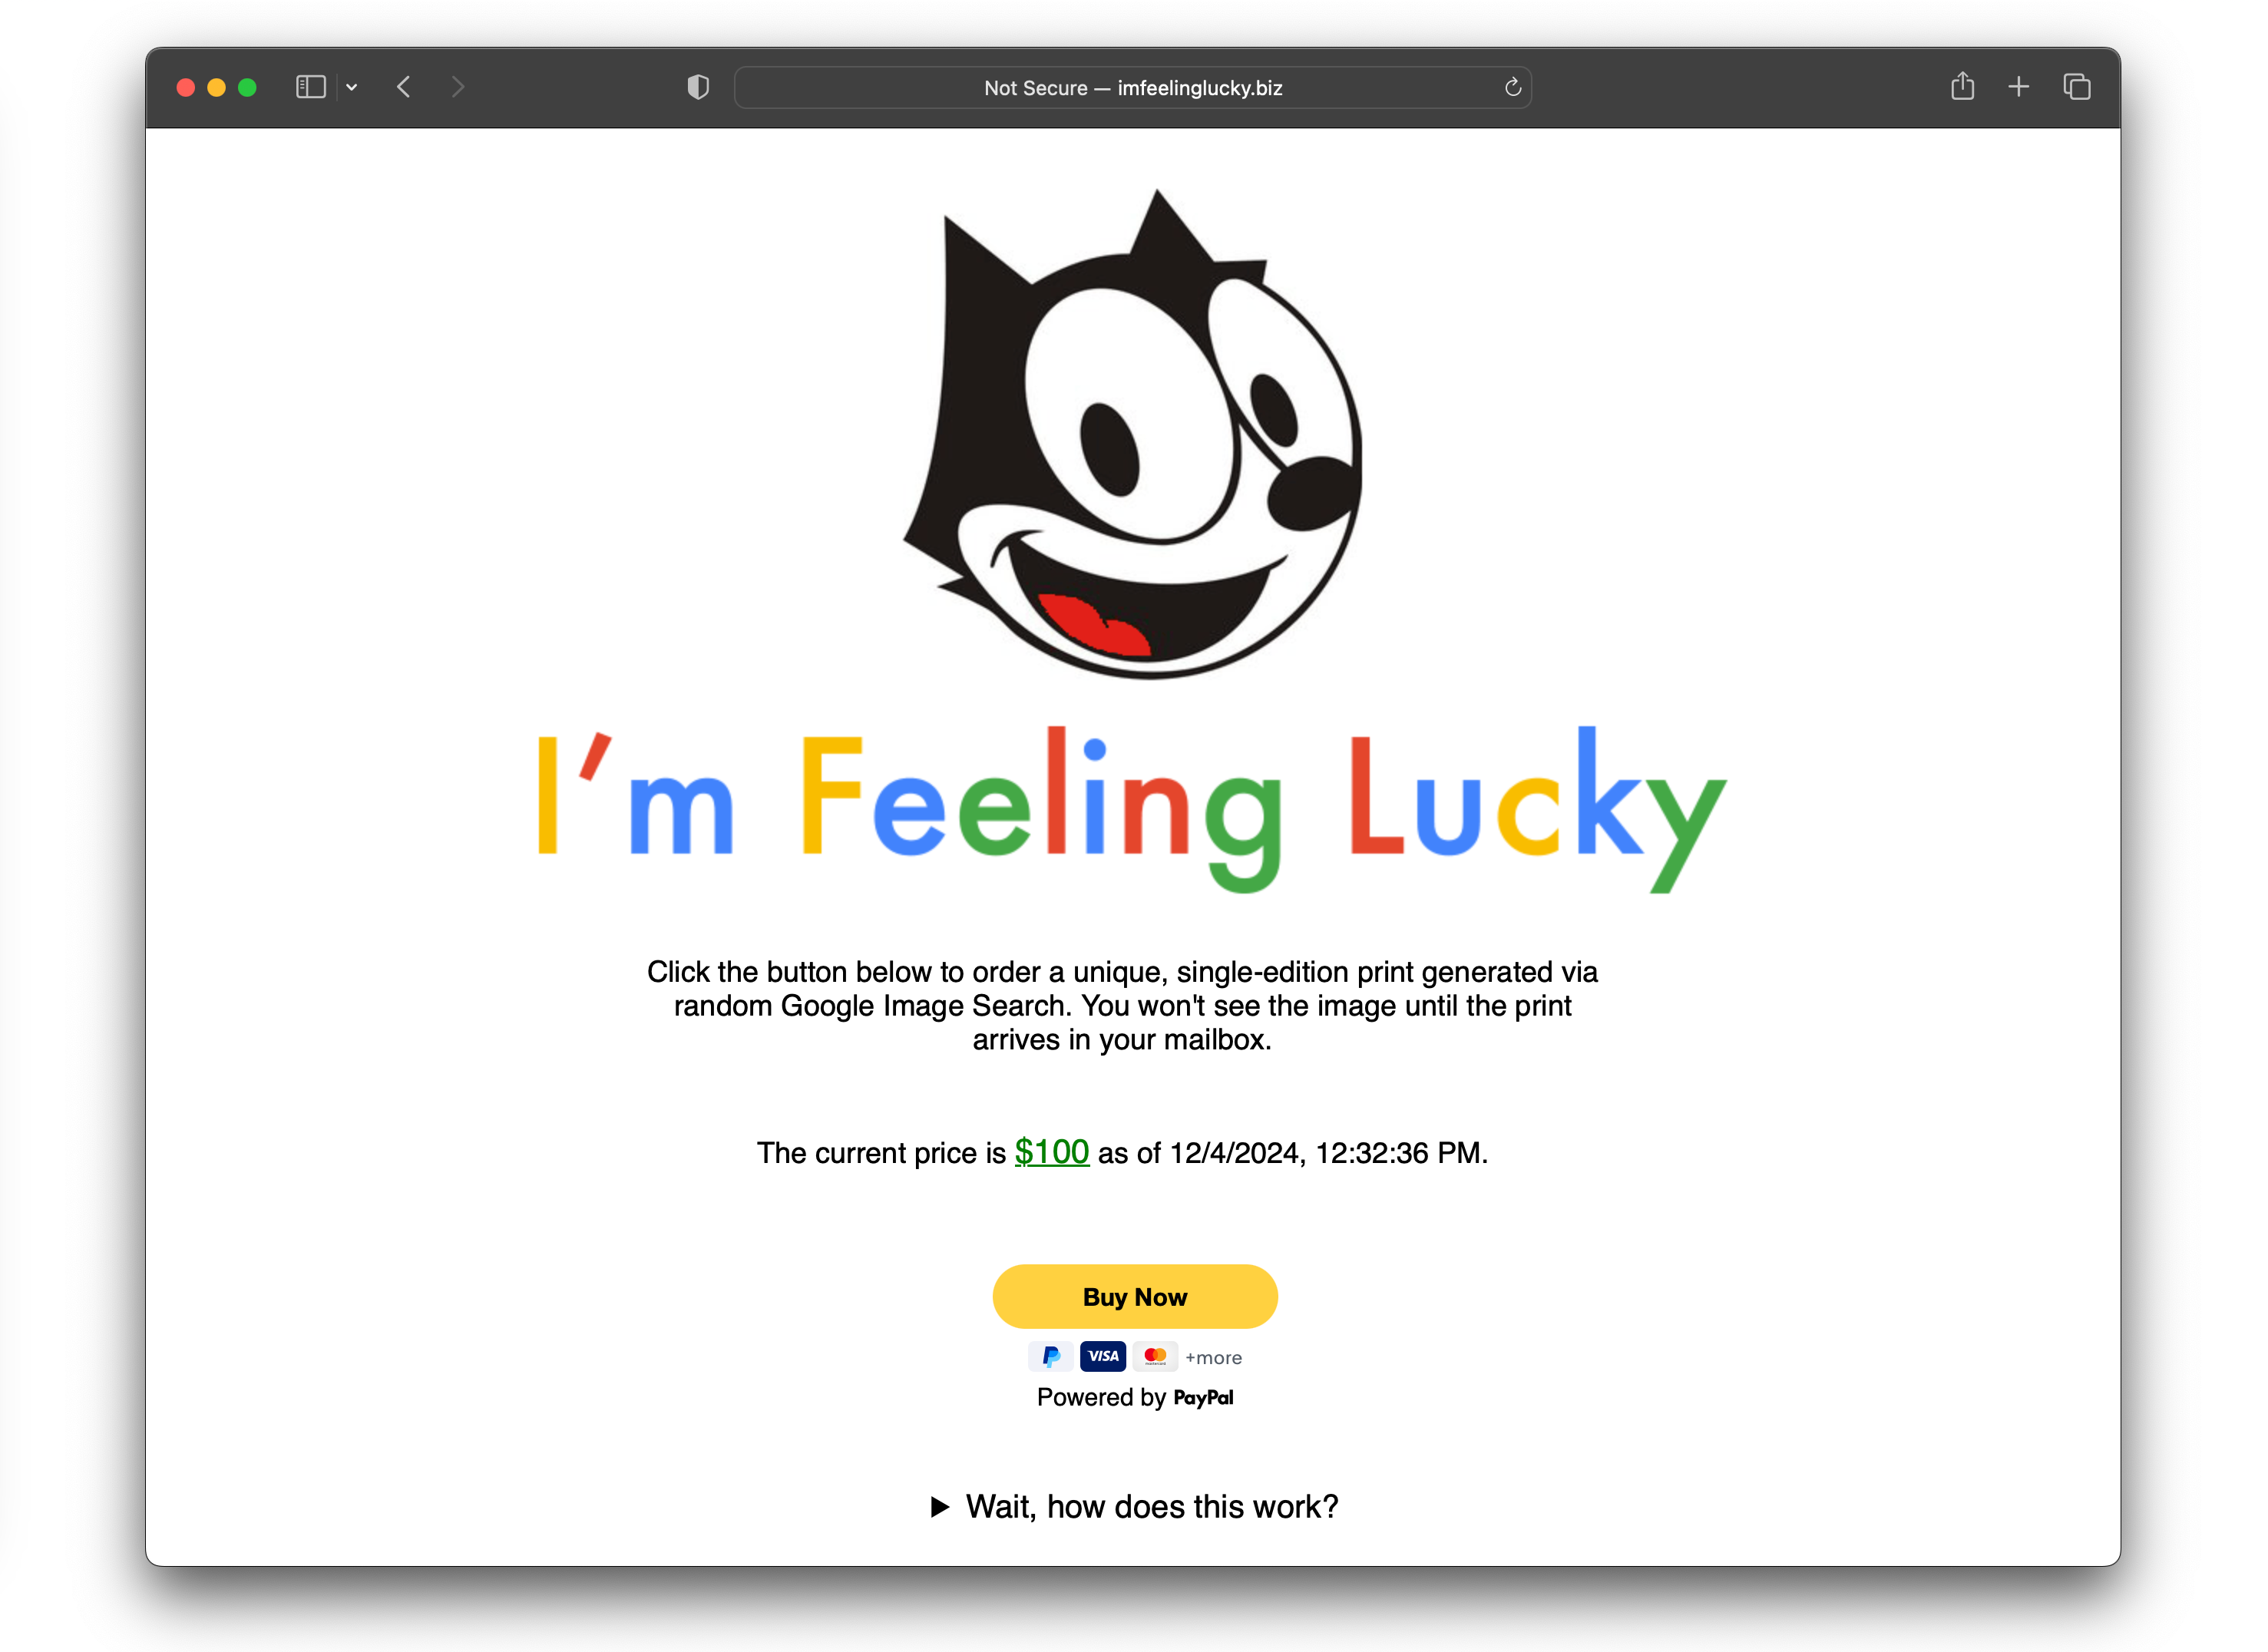 Not Secure — imfeelinglucky.biz
I'm Feeling Lucky
Click the button below to order a unique, single-edition print generated via
random Google Image Search. You won't see the image until the print
arrives in your mailbox.
The current price is $100 as of 12/4/2024, 12:32:36 PM.
Buy Now
VISA +more
Powered by PayPal
Wait, how does this work?